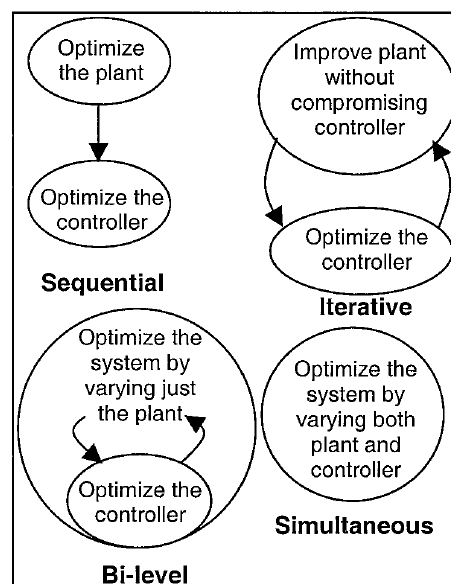 Optimize
the plant
Optimize the
controller
Sequential
Improve plant
without
compromising
controller
Optimize the
controller
Iterative
Optimize the
system by
varying just
the plant
Optimize the
controller
Bi-level
Optimize the
system by
varying both
plant and
controller
Simultaneous